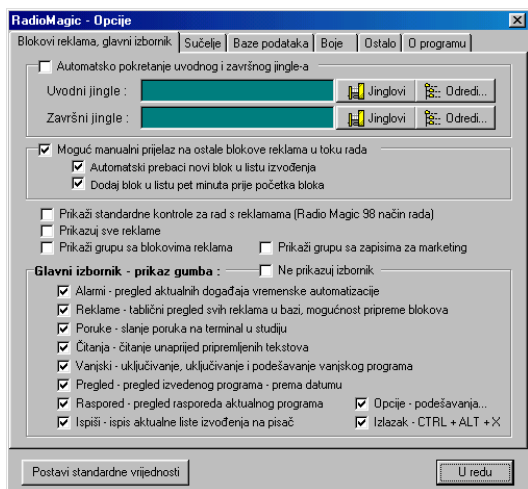 RadioMagic - Opcije
Blokovi reklama, glavni izbornik Sučelje Baze podataka Boje Ostalo O programu
Automatsko pokretanje uvodnog i završnog jingle-a
Uvodni jingle : Jinglovi Odredi...
Završni jingle : Jinglovi Odredi...
Moguć manualni prijelaz na ostale blokove reklama u toku rada
Automatski prebaci novi blok u listu izvođenja
Dodaj blok u listu pet minuta prije početka bloka
Prikaži standardne kontrole za rad s reklamama (Radio Magic 98 način rada)
Prikazuj sve reklame
Prikaži grupu sa blokovima reklama Prikaži grupu sa zapisima za marketing
Glavni izbornik - prikaz gumba : Ne prikazuj izbornik
Alarmi - pregled aktualnih događaja vremenske automatizacije
Reklame - tablični pregled svih reklama u bazi, mogućnost pripreme blokova
Poruke - slanje poruka na terminal u studiju
Čitanja - čitanje unaprijed pripremljenih tekstova
Vanjski - uključivanje, uključivanje i podešavanje vanjskog programa
Pregled - pregled izvedenog programa - prema datumu
Raspored - pregled rasporeda aktualnog programa Opcije - podešavanja...
Ispiši - ispis aktualne liste izvođenja na pisač Izlazak - CTRL + ALT + X
Postavi standardne vrijednosti U redu